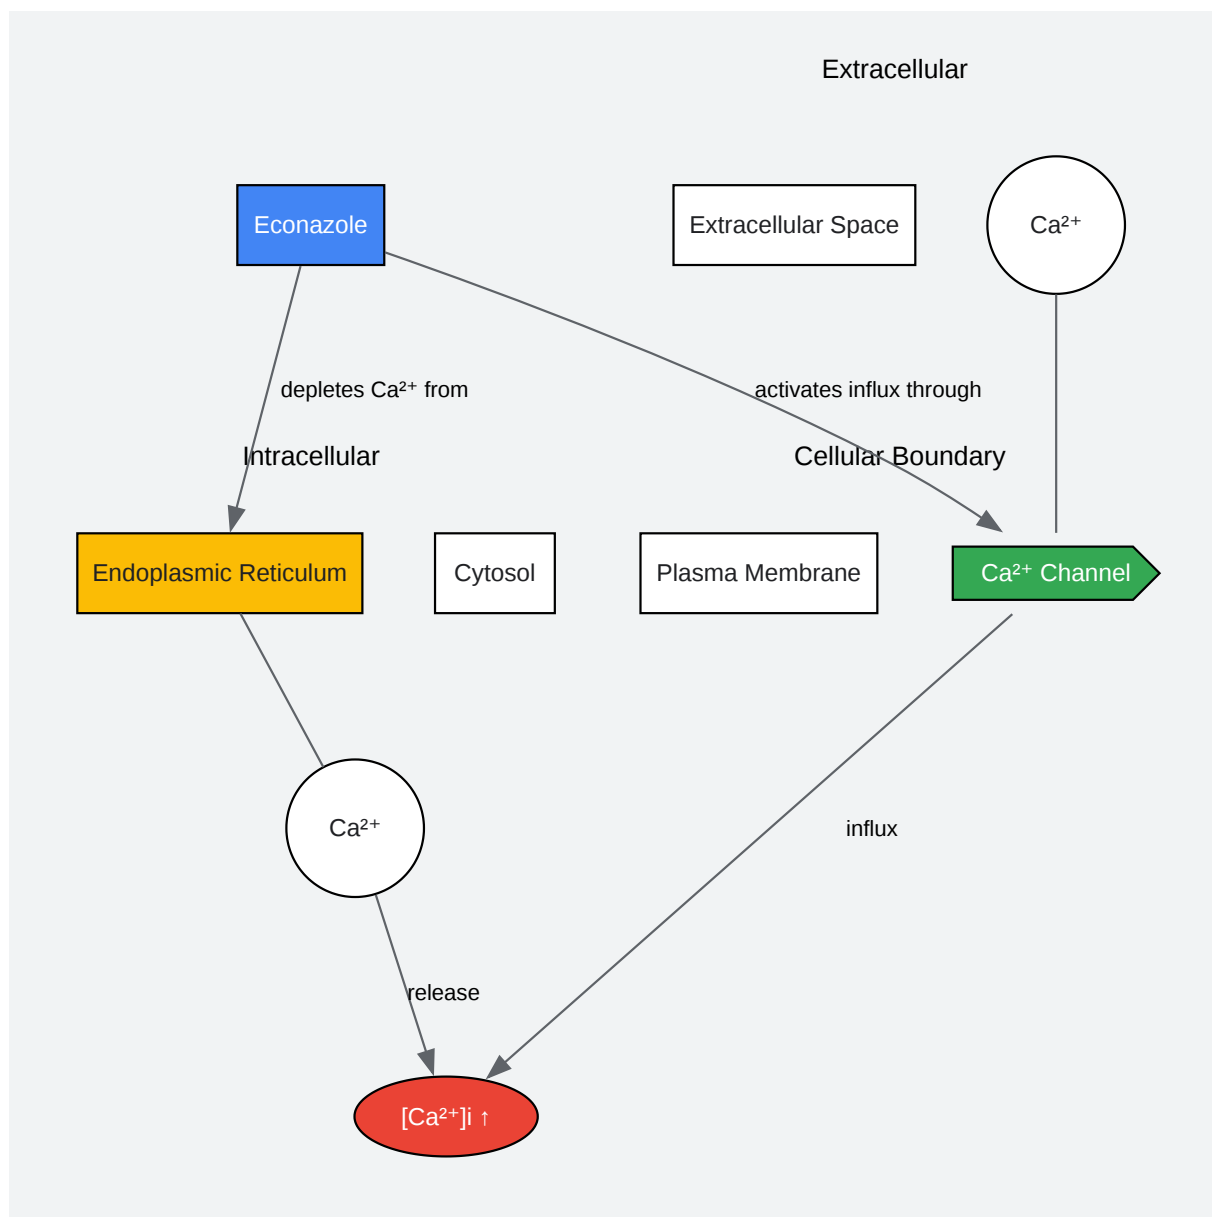 Extracellular
Econazole
Extracellular Space
Ca²⁺
depletes Ca²⁺ from
activates influx through
Intracellular
Cellular Boundary
Endoplasmic Reticulum
Cytosol
Plasma Membrane
Ca²⁺ Channel
Ca²⁺
influx
release
[Ca²⁺]i ↑